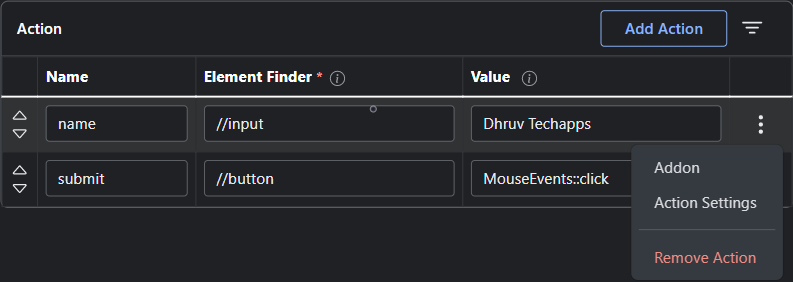 Action
Add Action
Name Element Finder * Value
name //input Dhruv Techapps
submit //button MouseEvents::click
Addon
Action Settings
Remove Action